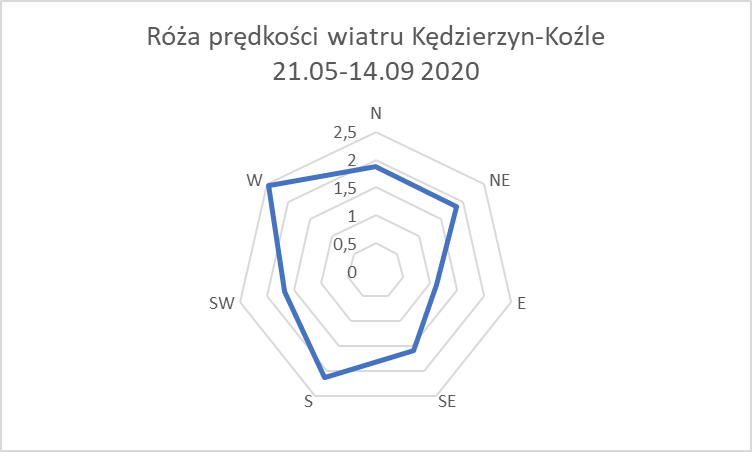 Róża prędkości wiatru Kędzierzyn-Koźle
21.05-14.09 2020
N
2,5
2
W
NE
1,5
1
0,5
0
SW
E
S
SE